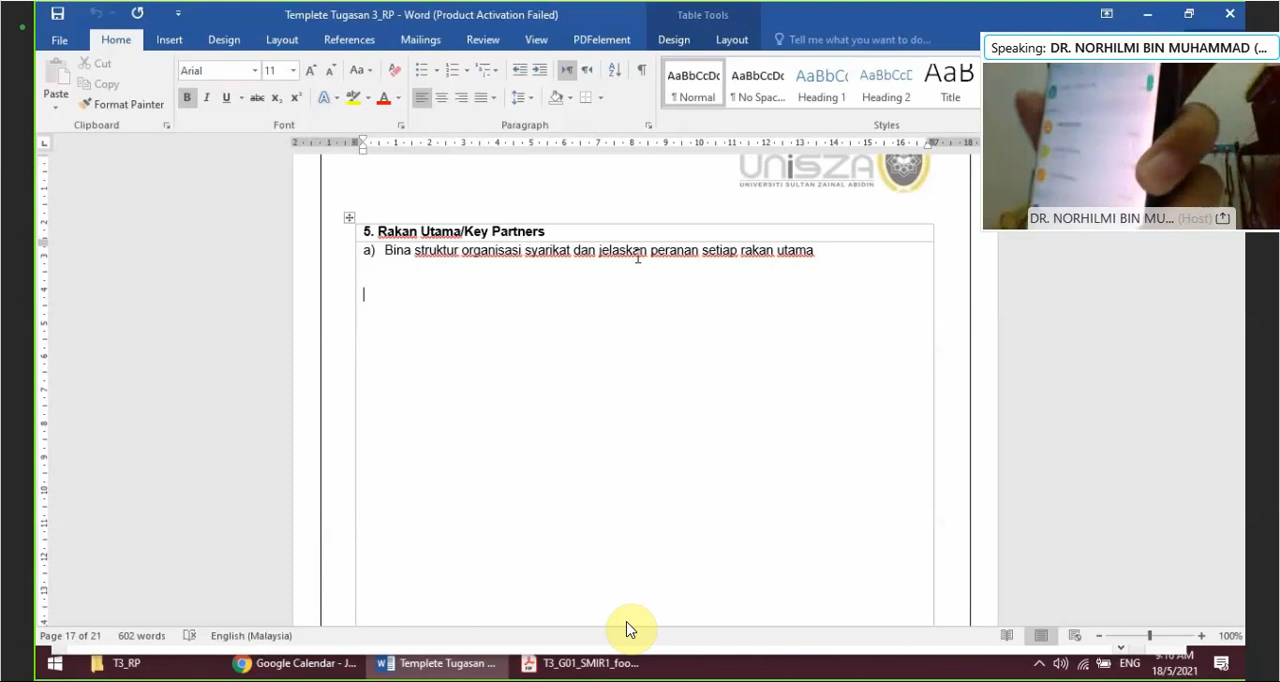 Templete Tugasan 3_RP - Word (Product Activation Failed)
Table Tools
File Home Insert Design Layout References Mailings Review View PDFelement Design Layout Tell me what you want to do...
Speaking: DR. NORHILMI BIN MUHAMMAD (...
Paste
Cut
Copy
Format Painter
Clipboard
Arial 11
Font
Paragraph
AaBbCcDc AaBbCcDc AaBbCc AaBbCcC AaB
¶ Normal ¶ No Spac... Heading 1 Heading 2 Title
Styles
DR. NORHILMI BIN MU... (Host)
UNISZA
UNIVERSITI SULTAN ZAINAL ABIDIN
5. Rakan Utama/Key Partners
a) Bina struktur organisasi syarikat dan jelaskan peranan setiap rakan utama
Page 17 of 21 602 words English (Malaysia) 100%
T3_RP Google Calendar - J... Templete Tugasan ... T3_G01_SMIR1_foo... ENG
18/5/2021